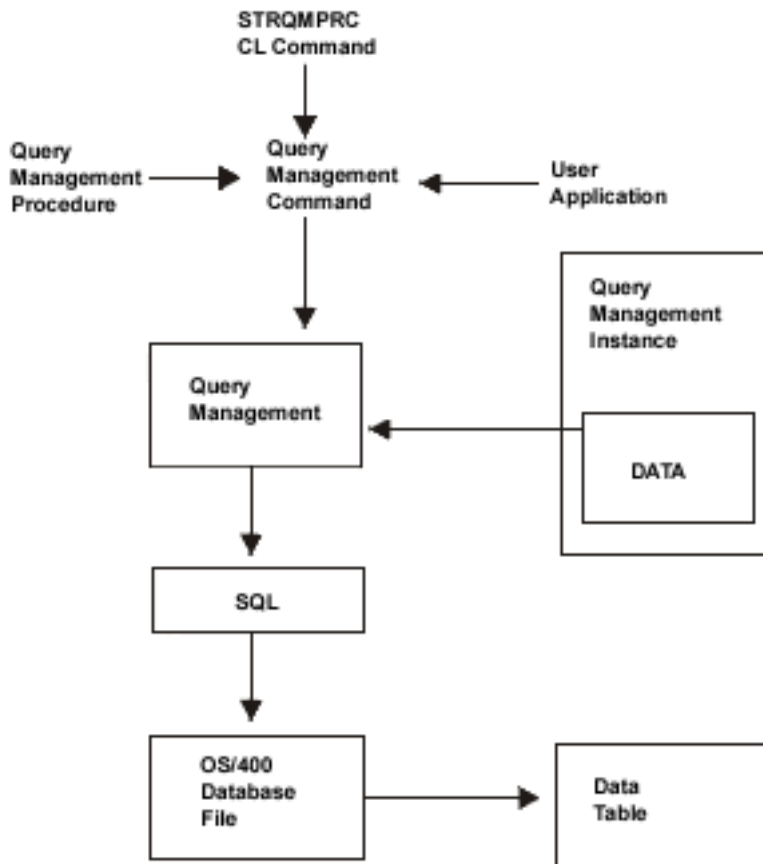 STRQMPRC
CL Command
Query
Management
Procedure
Query
Management
Command
User
Application
Query
Management
Instance
Query
Management
DATA
SQL
OS/400
Database
File
Data
Table